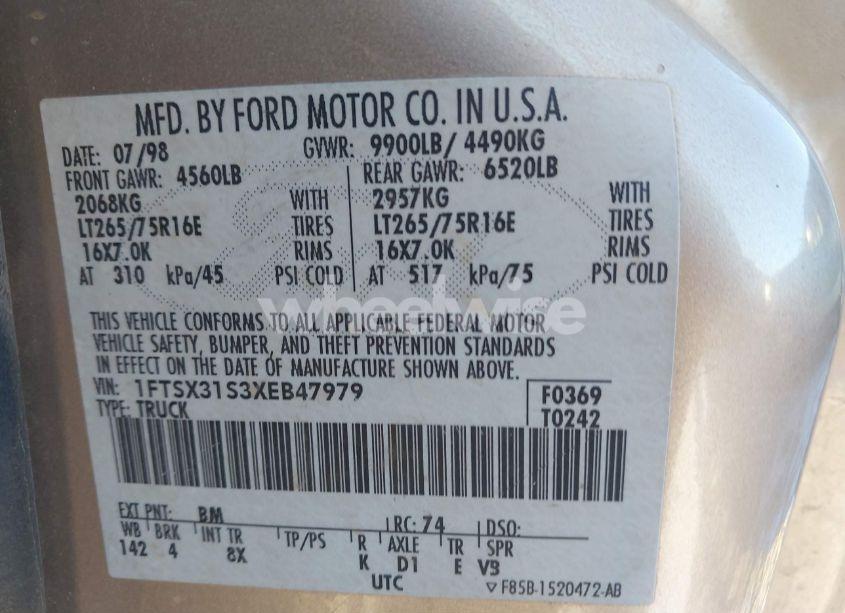 MFD. BY FORD MOTOR CO. IN U.S.A.
DATE: 07/98 GVWR: 9900LB/ 4490KG
FRONT GAWR: 4560LB REAR GAWR: 6520LB
2068KG WITH 2957KG WITH
LT265/75R16E TIRES LT265/75R16E TIRES
16X7.0K RIMS 16X7.0K RIMS
AT 310 kPa/45 PSI COLD AT 517 kPa/75 PSI COLD
wheelwise
THIS VEHICLE CONFORMS TO ALL APPLICABLE FEDERAL MOTOR
VEHICLE SAFETY, BUMPER, AND THEFT PREVENTION STANDARDS
IN EFFECT ON THE DATE OF MANUFACTURE SHOWN ABOVE.
VIN: 1FTSX31S3XEB47979 F0369
TYPE: TRUCK T0242
EXT PNT: BM RC: 74 DSO:
WB BRK INT TR TP/PS R AXLE TR SPR
142 4 8X K D1 E V3
UTC ▽ F85B-1520472-AB